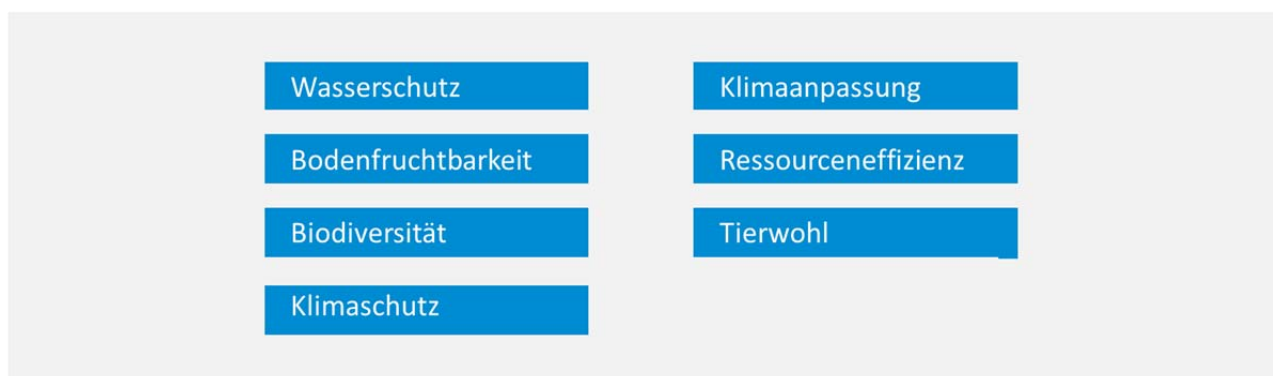 Wasserschutz
Bodenfruchtbarkeit
Biodiversität
Klimaschutz
Klimaanpassung
Ressourceneffizienz
Tierwohl